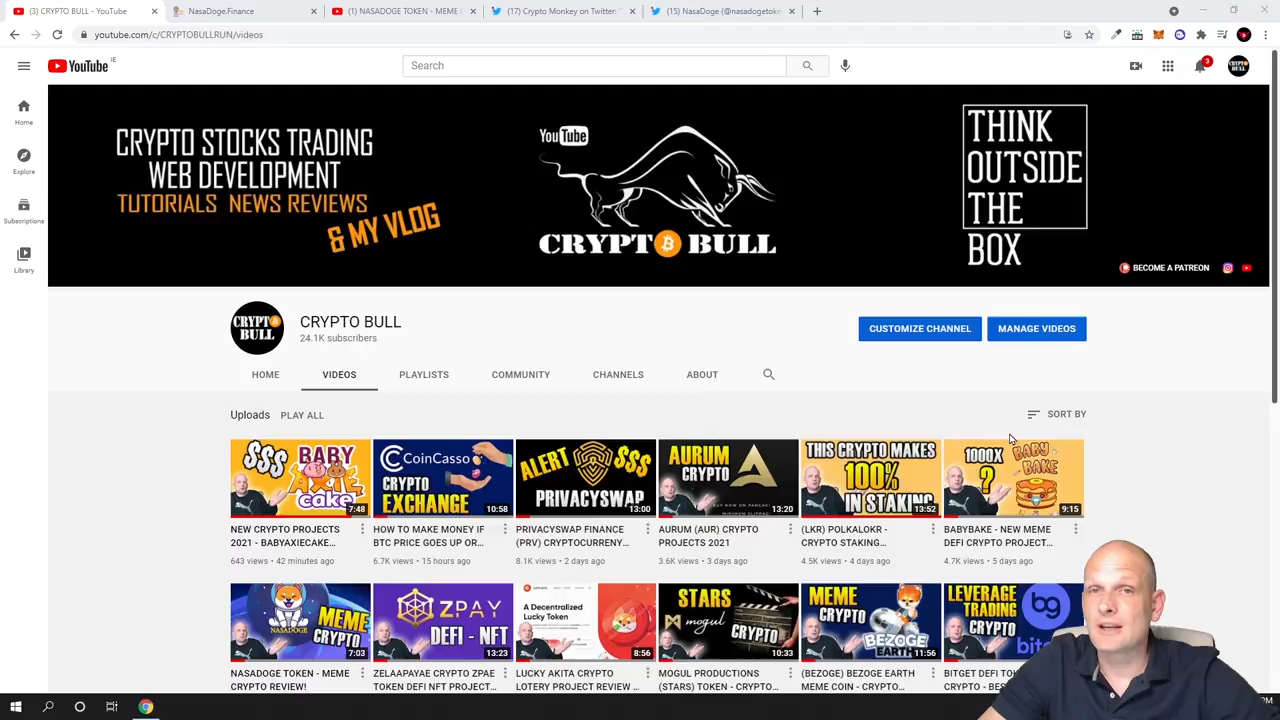 (3) CRYPTO BULL - YouTube
NasaDoge.Finance
(1) NASADOGE TOKEN - MEME
(17) Crypto Monkey on Twitter:
(15) NasaDoge (@nasadogetoke
youtube.com/c/CRYPTOBULLRUN/videos
YouTube IE
Search
3
CRYPTO STOCKS TRADING
WEB DEVELOPMENT
TUTORIALS NEWS REVIEWS
& MY VLOG
YouTube
CRYPT BULL
THINK
OUTSIDE
THE
BOX
BECOME A PATREON
Home
Explore
Subscriptions
Library
CRYPTO
BULL
CRYPTO BULL
24.1K subscribers
CUSTOMIZE CHANNEL
MANAGE VIDEOS
HOME
VIDEOS
PLAYLISTS
COMMUNITY
CHANNELS
ABOUT
Uploads
PLAY ALL
SORT BY
$$$ BABY
AXIE
cake
7:48
CoinCasso
CRYPTO
EXCHANGE
10:58
ALERT $$$
PRIVACYSWAP
13:00
AURUM
CRYPTO
13:20
THIS CRYPTO MAKES
100%
IN STAKING
13:52
1000X
?
BABY
BAKE
9:15
NEW CRYPTO PROJECTS
2021 - BABYAXIECAKE...
643 views • 42 minutes ago
HOW TO MAKE MONEY IF
BTC PRICE GOES UP OR...
6.7K views • 15 hours ago
PRIVACYSWAP FINANCE
(PRV) CRYPTOCURRENY...
8.1K views • 2 days ago
AURUM (AUR) CRYPTO
PROJECTS 2021
3.6K views • 3 days ago
(LKR) POLKALOKR -
CRYPTO STAKING...
4.5K views • 4 days ago
BABYBAKE - NEW MEME
DEFI CRYPTO PROJECT...
4.7K views • 5 days ago
NASADOGE
MEME
CRYPTO
7:03
ZPAY
DEFI - NFT
13:23
A Decentralized
Lucky Token
8:56
STARS
mogul
CRYPTO
10:33
MEME
CRYPTO
BEZOGE
EARTH
11:56
LEVERAGE
TRADING
CRYPTO
bit
NASADOGE TOKEN - MEME
CRYPTO REVIEW!
ZELAAPAYAE CRYPTO ZPAE
TOKEN DEFI NFT PROJECT...
LUCKY AKITA CRYPTO
LOTERY PROJECT REVIEW ...
MOGUL PRODUCTIONS
(STARS) TOKEN - CRYPTO...
(BEZOGE) BEZOGE EARTH
MEME COIN - CRYPTO...
BITGET DEFI T
CRYPTO - BES
PM